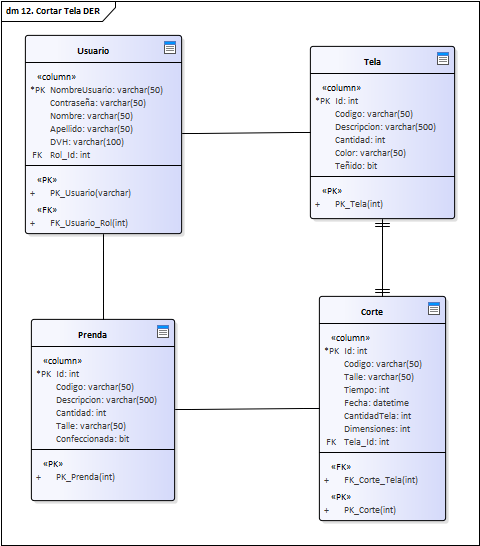 dm 12. Cortar Tela DER
Usuario
«column»
*PK NombreUsuario: varchar(50)
Contraseña: varchar(50)
Nombre: varchar(50)
Apellido: varchar(50)
DVH: varchar(100)
FK Rol_Id: int
«PK»
+ PK_Usuario(varchar)
«FK»
+ FK_Usuario_Rol(int)
Tela
«column»
*PK Id: int
Codigo: varchar(50)
Descripcion: varchar(500)
Cantidad: int
Color: varchar(50)
Teñido: bit
«PK»
+ PK_Tela(int)
Prenda
«column»
*PK Id: int
Codigo: varchar(50)
Descripcion: varchar(500)
Cantidad: int
Talle: varchar(50)
Confeccionada: bit
«PK»
+ PK_Prenda(int)
Corte
«column»
*PK Id: int
Codigo: varchar(50)
Talle: varchar(50)
Tiempo: int
Fecha: datetime
CantidadTela: int
Dimensiones: int
FK Tela_Id: int
«FK»
+ FK_Corte_Tela(int)
«PK»
+ PK_Corte(int)